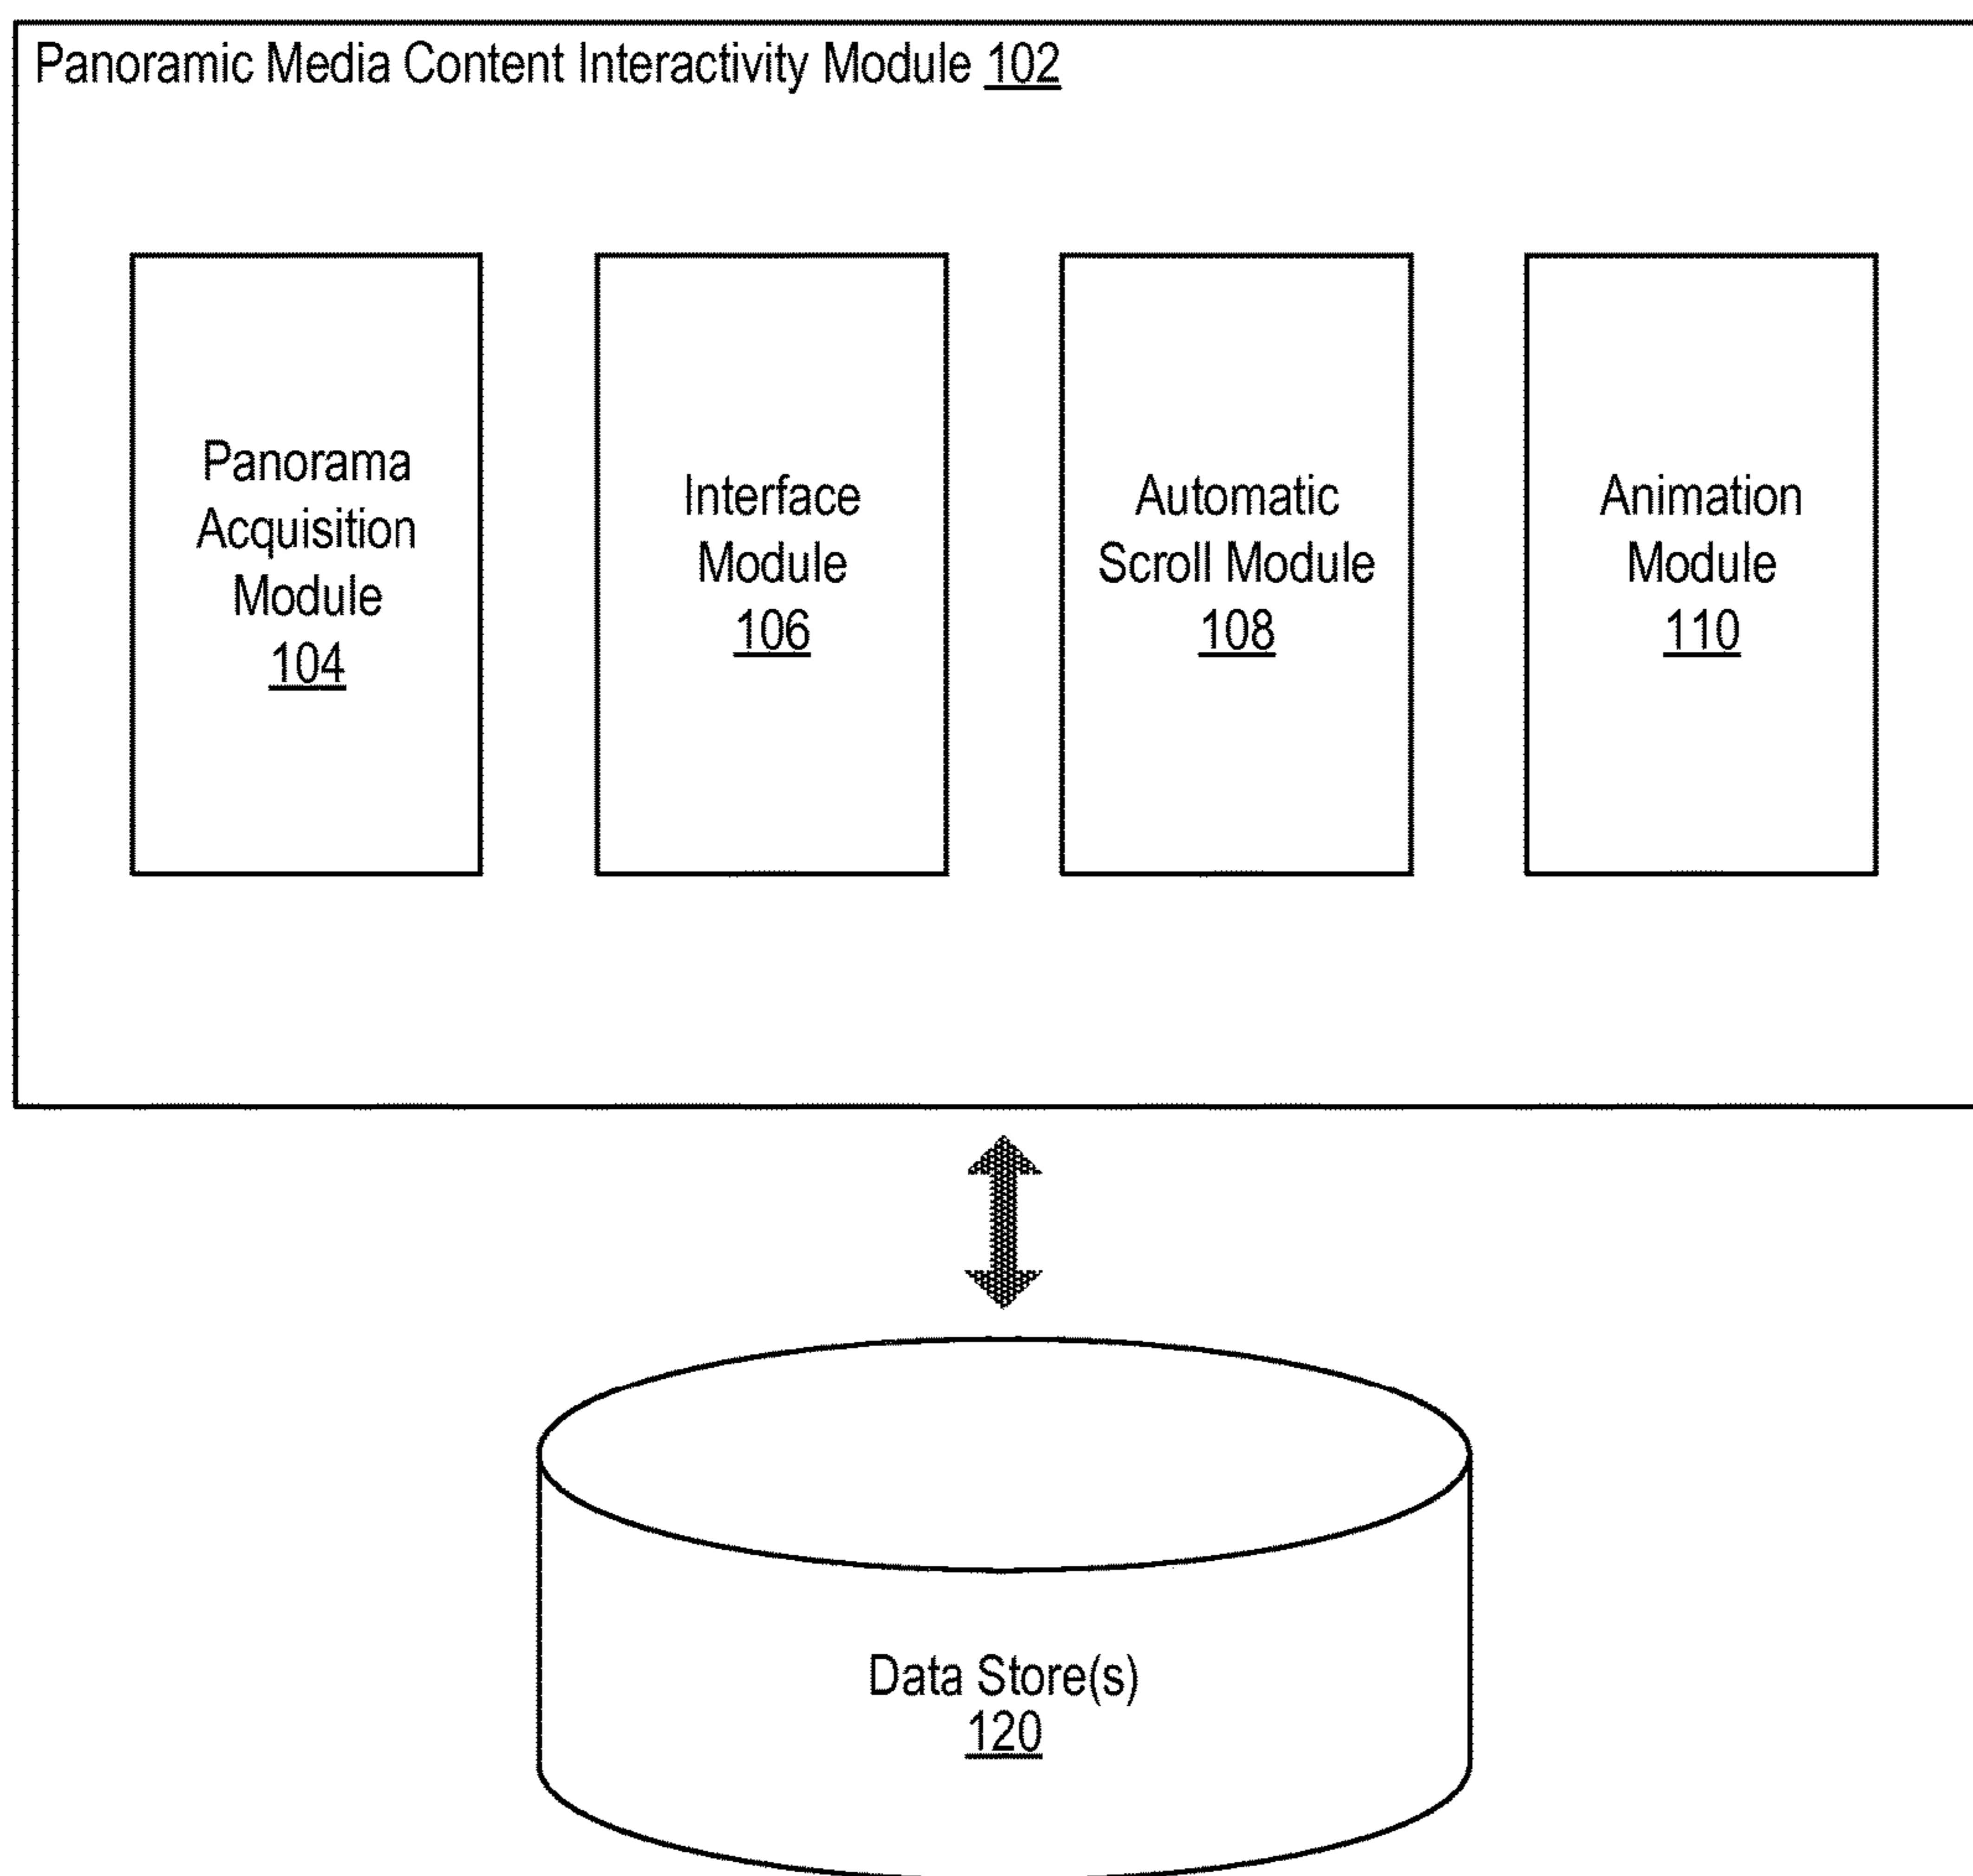 Panoramic Media Content Interactivity Module 102
Panorama
Acquisition
Module
104
Interface
Module
106
Automatic
Scroll Module
108
Animation
Module
110
Data Store(s)
120